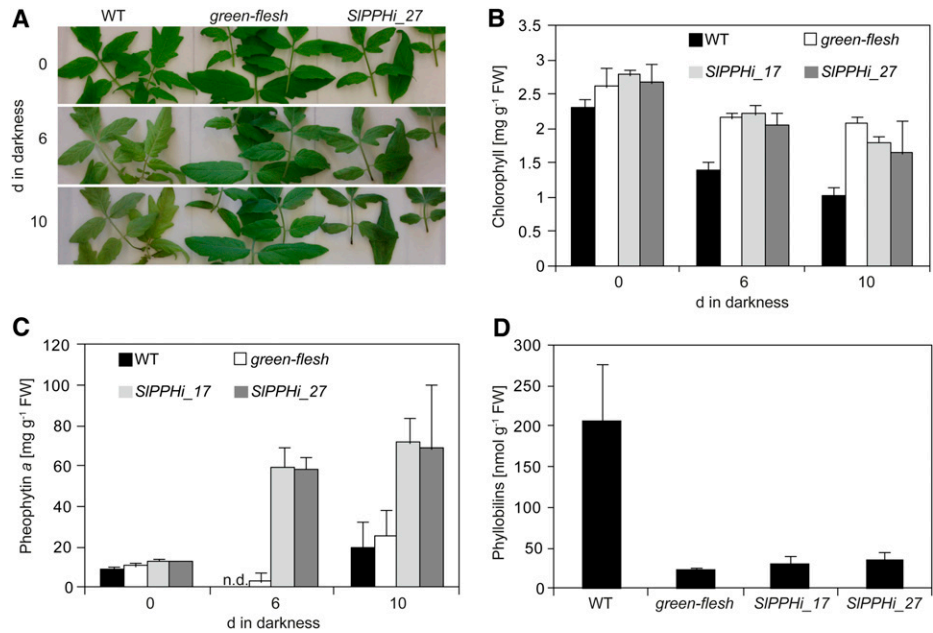 A
WT green-flesh SlPPHi_27
d in darkness
0
6
10
B
Chlorophyll [mg g-1 FW]
3.5
3
2.5
2
1.5
1
0.5
0
WT green-flesh
SlPPHi_17 SlPPHi_27
0 6 10
d in darkness
C
Pheophytin a [mg g-1 FW]
120
100
80
60
40
20
0
WT green-flesh
SlPPHi_17 SlPPHi_27
n.d.
0 6 10
d in darkness
D
Phyllobilins [nmol g-1 FW]
300
250
200
150
100
50
0
WT green-flesh SlPPHi_17 SlPPHi_27